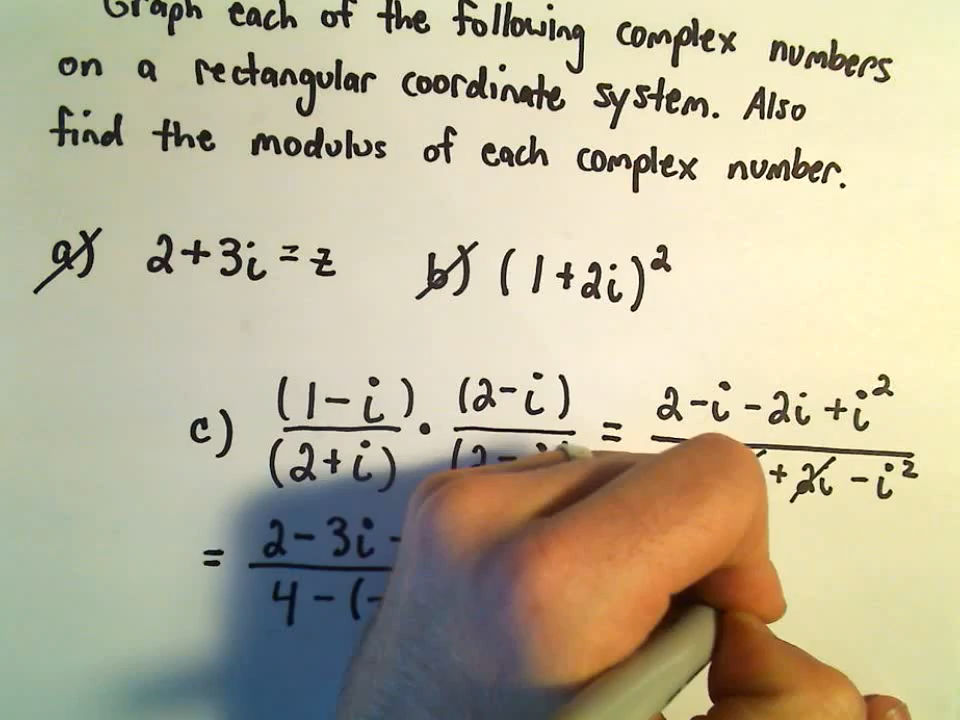 Graph each of the following complex numbers
on a rectangular coordinate system. Also
find the modulus of each complex number.
a) 2+3i = z b) (1+2i)²
c) (1-i)/(2+i) · (2-i)/(2-i) = 2-i-2i+i²/ +2i-i²
= 2-3i-/4-(-